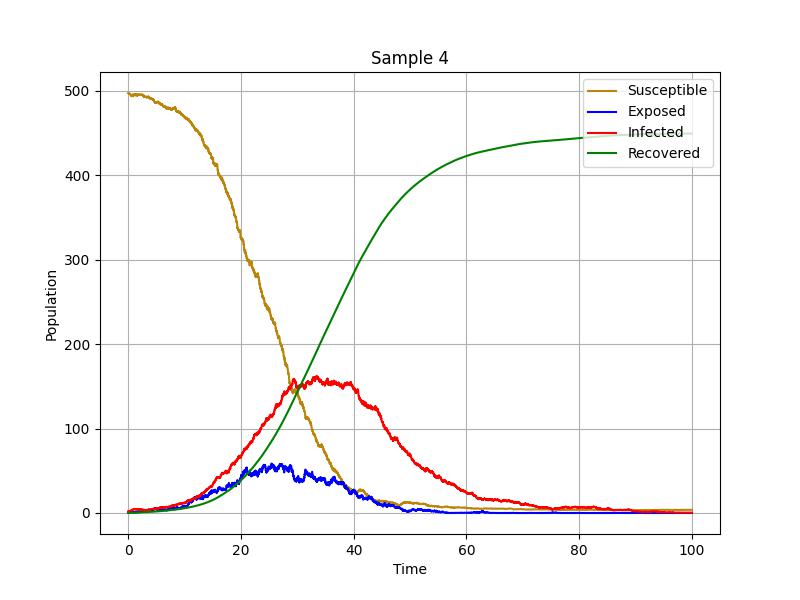 Sample 4
500
400
300
200
100
0
Population
Susceptible
Exposed
Infected
Recovered
0 20 40 60 80 100
Time